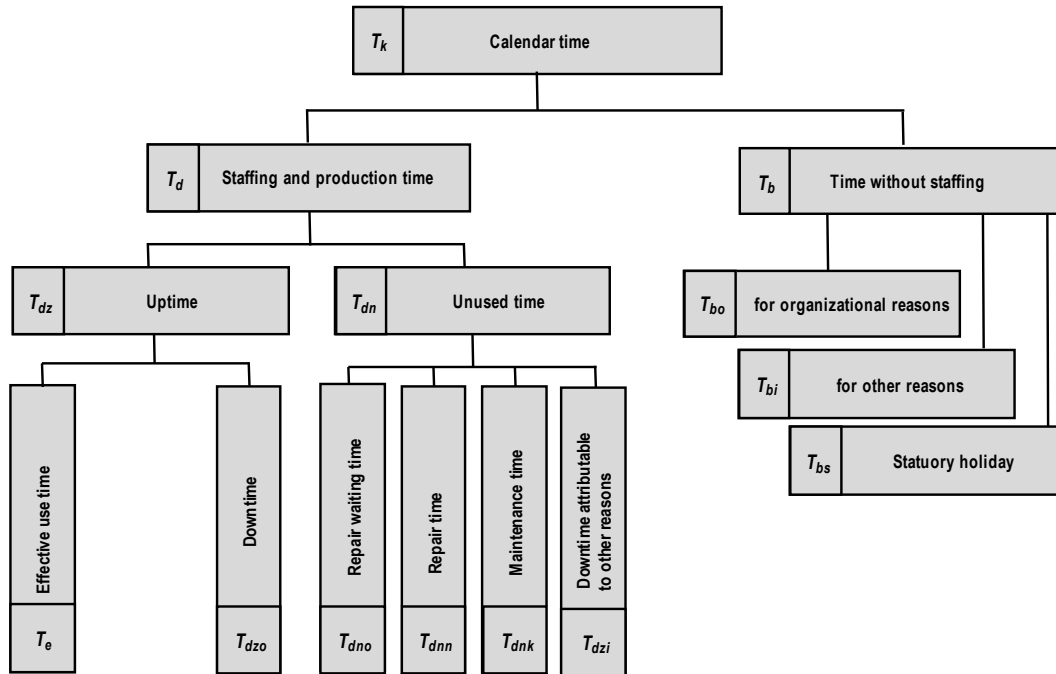 T_k Calendar time
T_d Staffing and production time
T_b Time without staffing
T_dz Uptime
T_dn Unused time
T_bo for organizational reasons
T_bi for other reasons
T_bs Statuory holiday
Effective use time
T_e
Downtime
T_dzo
Repair waiting time
T_dno
Repair time
T_dnn
Maintenance time
T_dnk
Downtime attributable
to other reasons
T_dzi